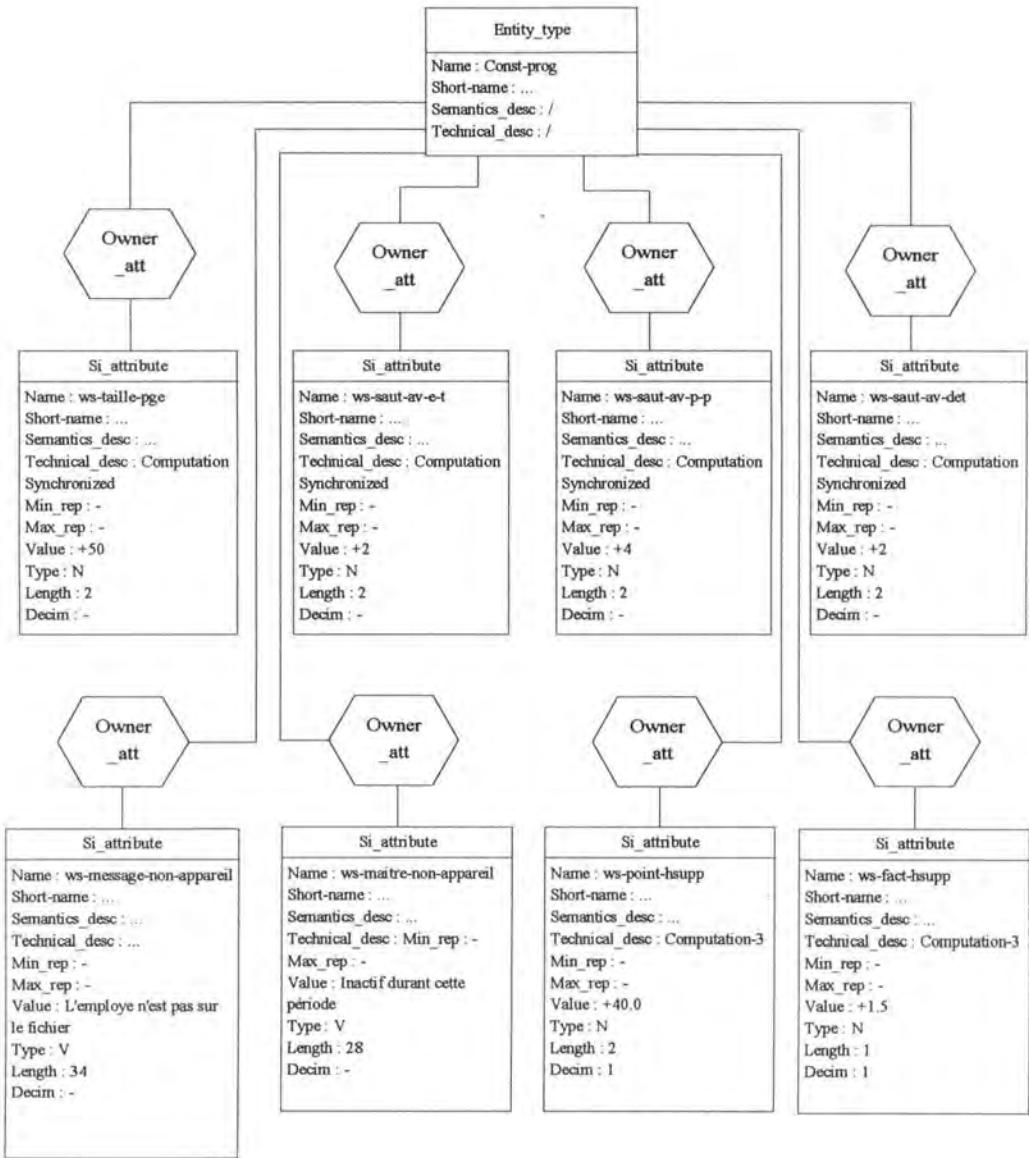 Entity_type
Name : Const-prog
Short-name : ...
Semantics_desc : /
Technical_desc : /
Owner
_att
Owner
_att
Owner
_att
Owner
_att
Si_attribute
Name : ws-taille-pge
Short-name : ...
Semantics_desc : ...
Technical_desc : Computation
Synchronized
Min_rep : -
Max_rep : -
Value : +50
Type : N
Length : 2
Decim : -
Si_attribute
Name : ws-saut-av-e-t
Short-name : ...
Semantics_desc : ...
Technical_desc : Computation
Synchronized
Min_rep : -
Max_rep : -
Value : +2
Type : N
Length : 2
Decim : -
Si_attribute
Name : ws-saut-av-p-p
Short-name : ...
Semantics_desc : ...
Technical_desc : Computation
Synchronized
Min_rep : -
Max_rep : -
Value : +4
Type : N
Length : 2
Decim : -
Si_attribute
Name : ws-saut-av-det
Short-name : ...
Semantics_desc : ...
Technical_desc : Computation
Synchronized
Min_rep : -
Max_rep : -
Value : +2
Type : N
Length : 2
Decim : -
Owner
_att
Owner
_att
Owner
_att
Owner
_att
Si_attribute
Name : ws-message-non-appareil
Short-name : ...
Semantics_desc : ...
Technical_desc : ...
Min_rep : -
Max_rep : -
Value : L'employe n'est pas sur
le fichier
Type : V
Length : 34
Decim : -
Si_attribute
Name : ws-maitre-non-appareil
Short-name : ...
Semantics_desc : ...
Technical_desc : Min_rep : -
Max_rep : -
Value : Inactif durant cette
période
Type : V
Length : 28
Decim : -
Si_attribute
Name : ws-point-hsupp
Short-name : ...
Semantics_desc : ...
Technical_desc : Computation-3
Min_rep : -
Max_rep : -
Value : +40.0
Type : N
Length : 2
Decim : 1
Si_attribute
Name : ws-fact-hsupp
Short-name : ...
Semantics_desc : ...
Technical_desc : Computation-3
Min_rep : -
Max_rep : -
Value : +1.5
Type : N
Length : 1
Decim : 1